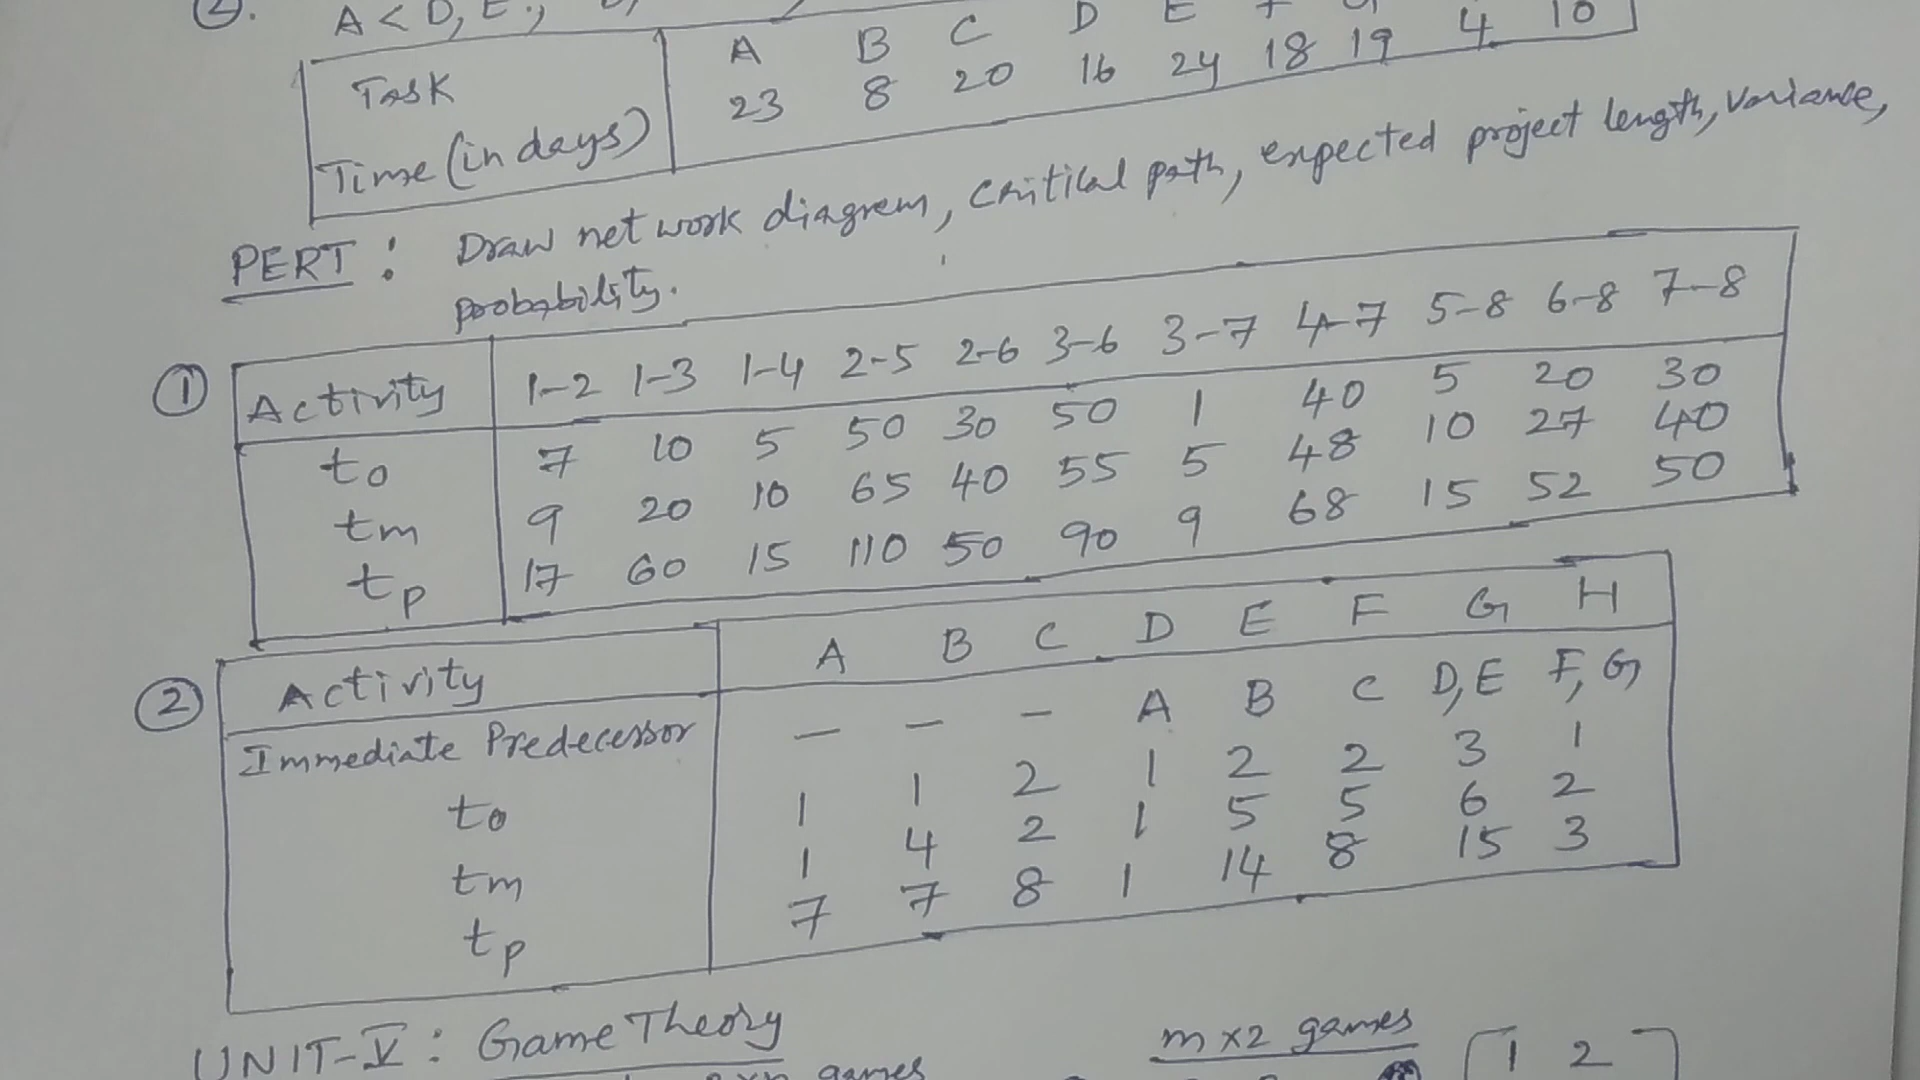 2.
A < D, E ;
Task A B C D E F G 4 10
Time (in days) 23 8 20 16 24 18 19
PERT : Draw net work diagram, Critical path, expected project length, Variance,
probability.
① Activity 1-2 1-3 1-4 2-5 2-6 3-6 3-7 4-7 5-8 6-8 7-8
to 7 10 5 50 30 50 1 40 5 20 30
tm 9 20 10 65 40 55 5 48 10 27 40
tp 17 60 15 110 50 90 9 68 15 52 50
② Activity A B C D E F G H
Immediate Predecessor — — — A B C D,E F,G
to 1 1 2 1 2 2 3 1
tm 1 4 2 1 5 5 6 2
tp 7 7 8 1 14 8 15 3
UNIT-V : Game Theory
m x2 games
games
1 2